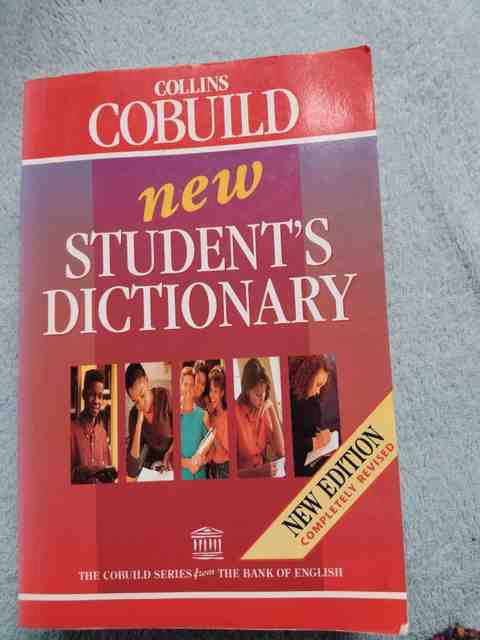 COLLINS
COBUILD
new
STUDENT'S
DICTIONARY
NEW EDITION
COMPLETELY REVISED
THE COBUILD SERIES from THE BANK OF ENGLISH